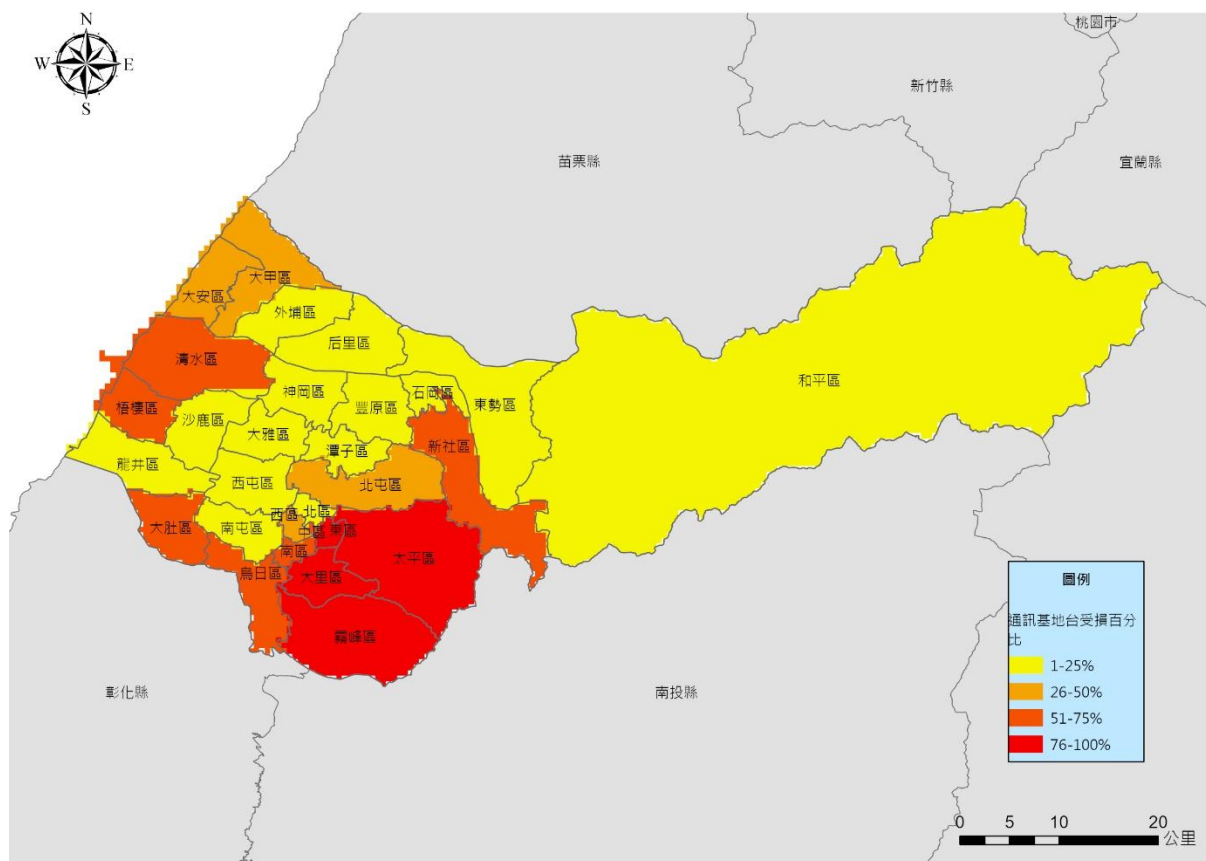 N
W
E
S
桃園市
新竹縣
苗栗縣
宜蘭縣
大甲區
大安區
外埔區
后里區
清水區
和平區
神岡區
豐原區
石岡區
東勢區
梧棲區
沙鹿區
大雅區
潭子區
新社區
龍井區
西屯區
北屯區
大肚區
南屯區
西區
北區
中區
東區
南區
太平區
烏日區
大里區
霧峰區
彰化縣
南投縣
圖例
通訊基地台受損百分
比
1-25%
26-50%
51-75%
76-100%
0 5 10 20
公里